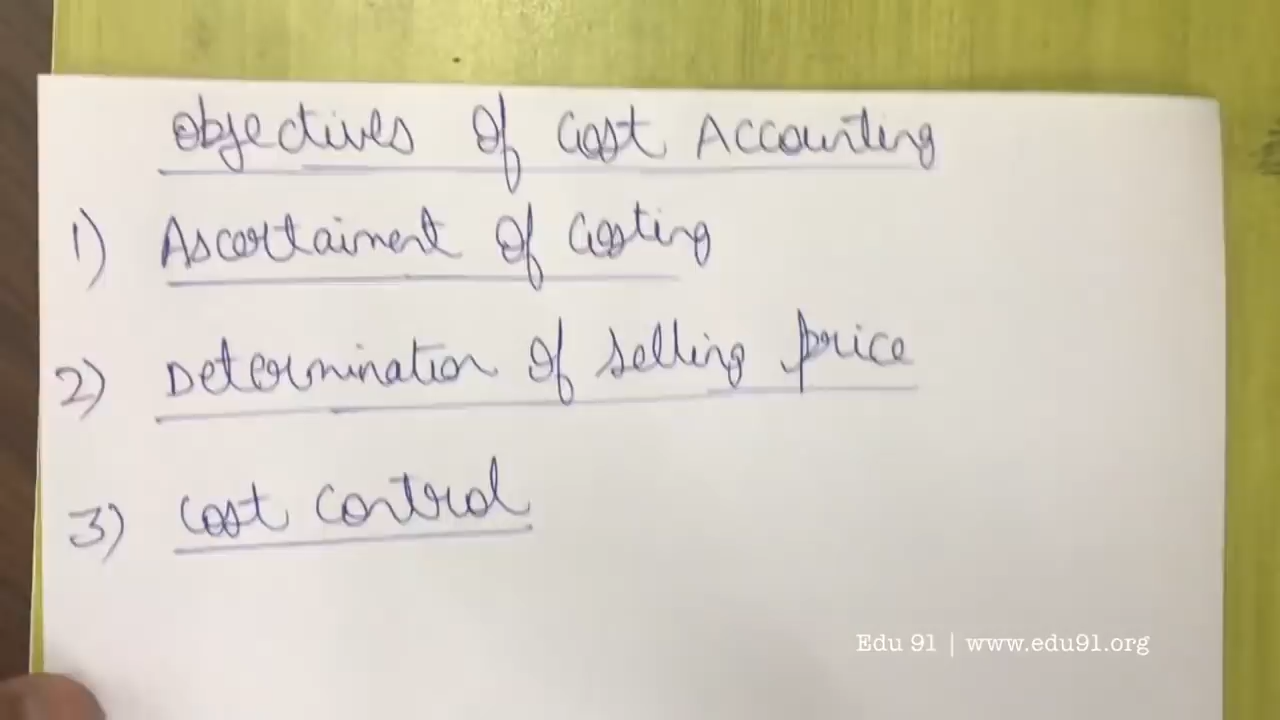 Objectives of Cost Accounting
1) Ascertainment of Costing
2) Determination of selling price
3) Cost Control
Edu 91 | www.edu91.org